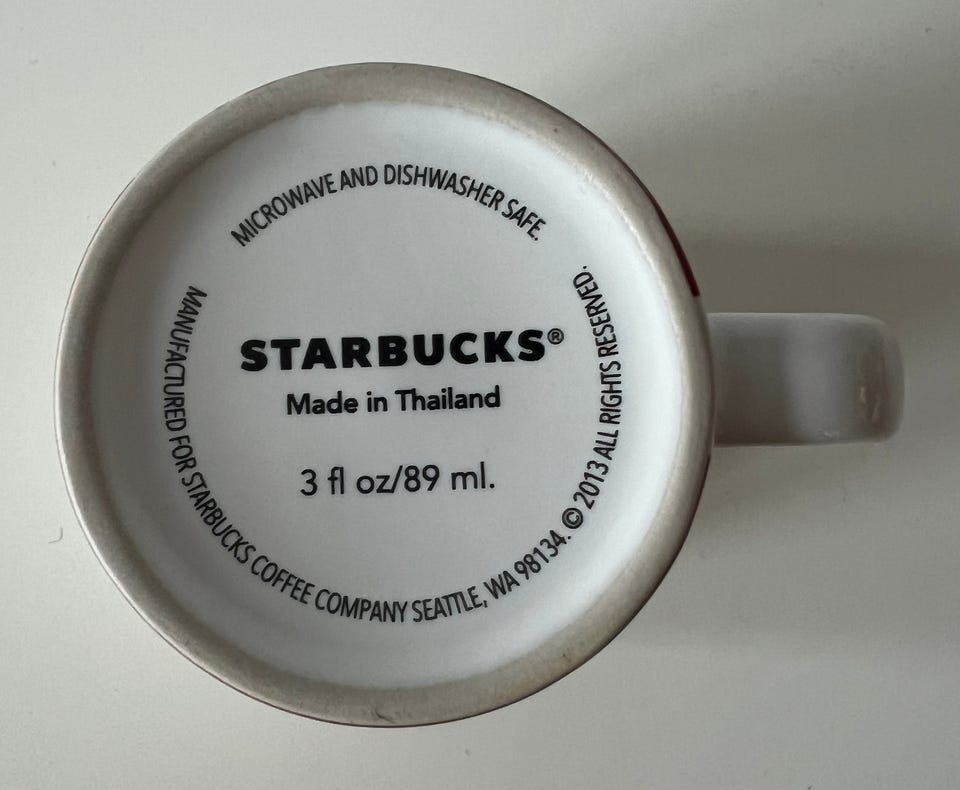 MICROWAVE AND DISHWASHER SAFE.
STARBUCKS®
Made in Thailand
3 fl oz/89 ml.
MANUFACTURED FOR STARBUCKS COFFEE COMPANY SEATTLE, WA 98134. © 2013 ALL RIGHTS RESERVED.